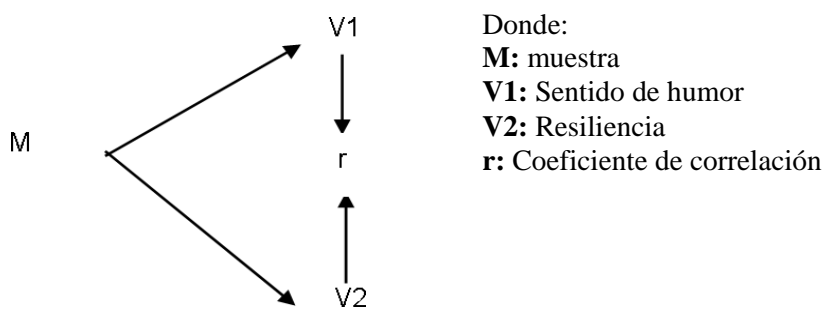 V1
M
r
V2
Donde:
M: muestra
V1: Sentido de humor
V2: Resiliencia
r: Coeficiente de correlación